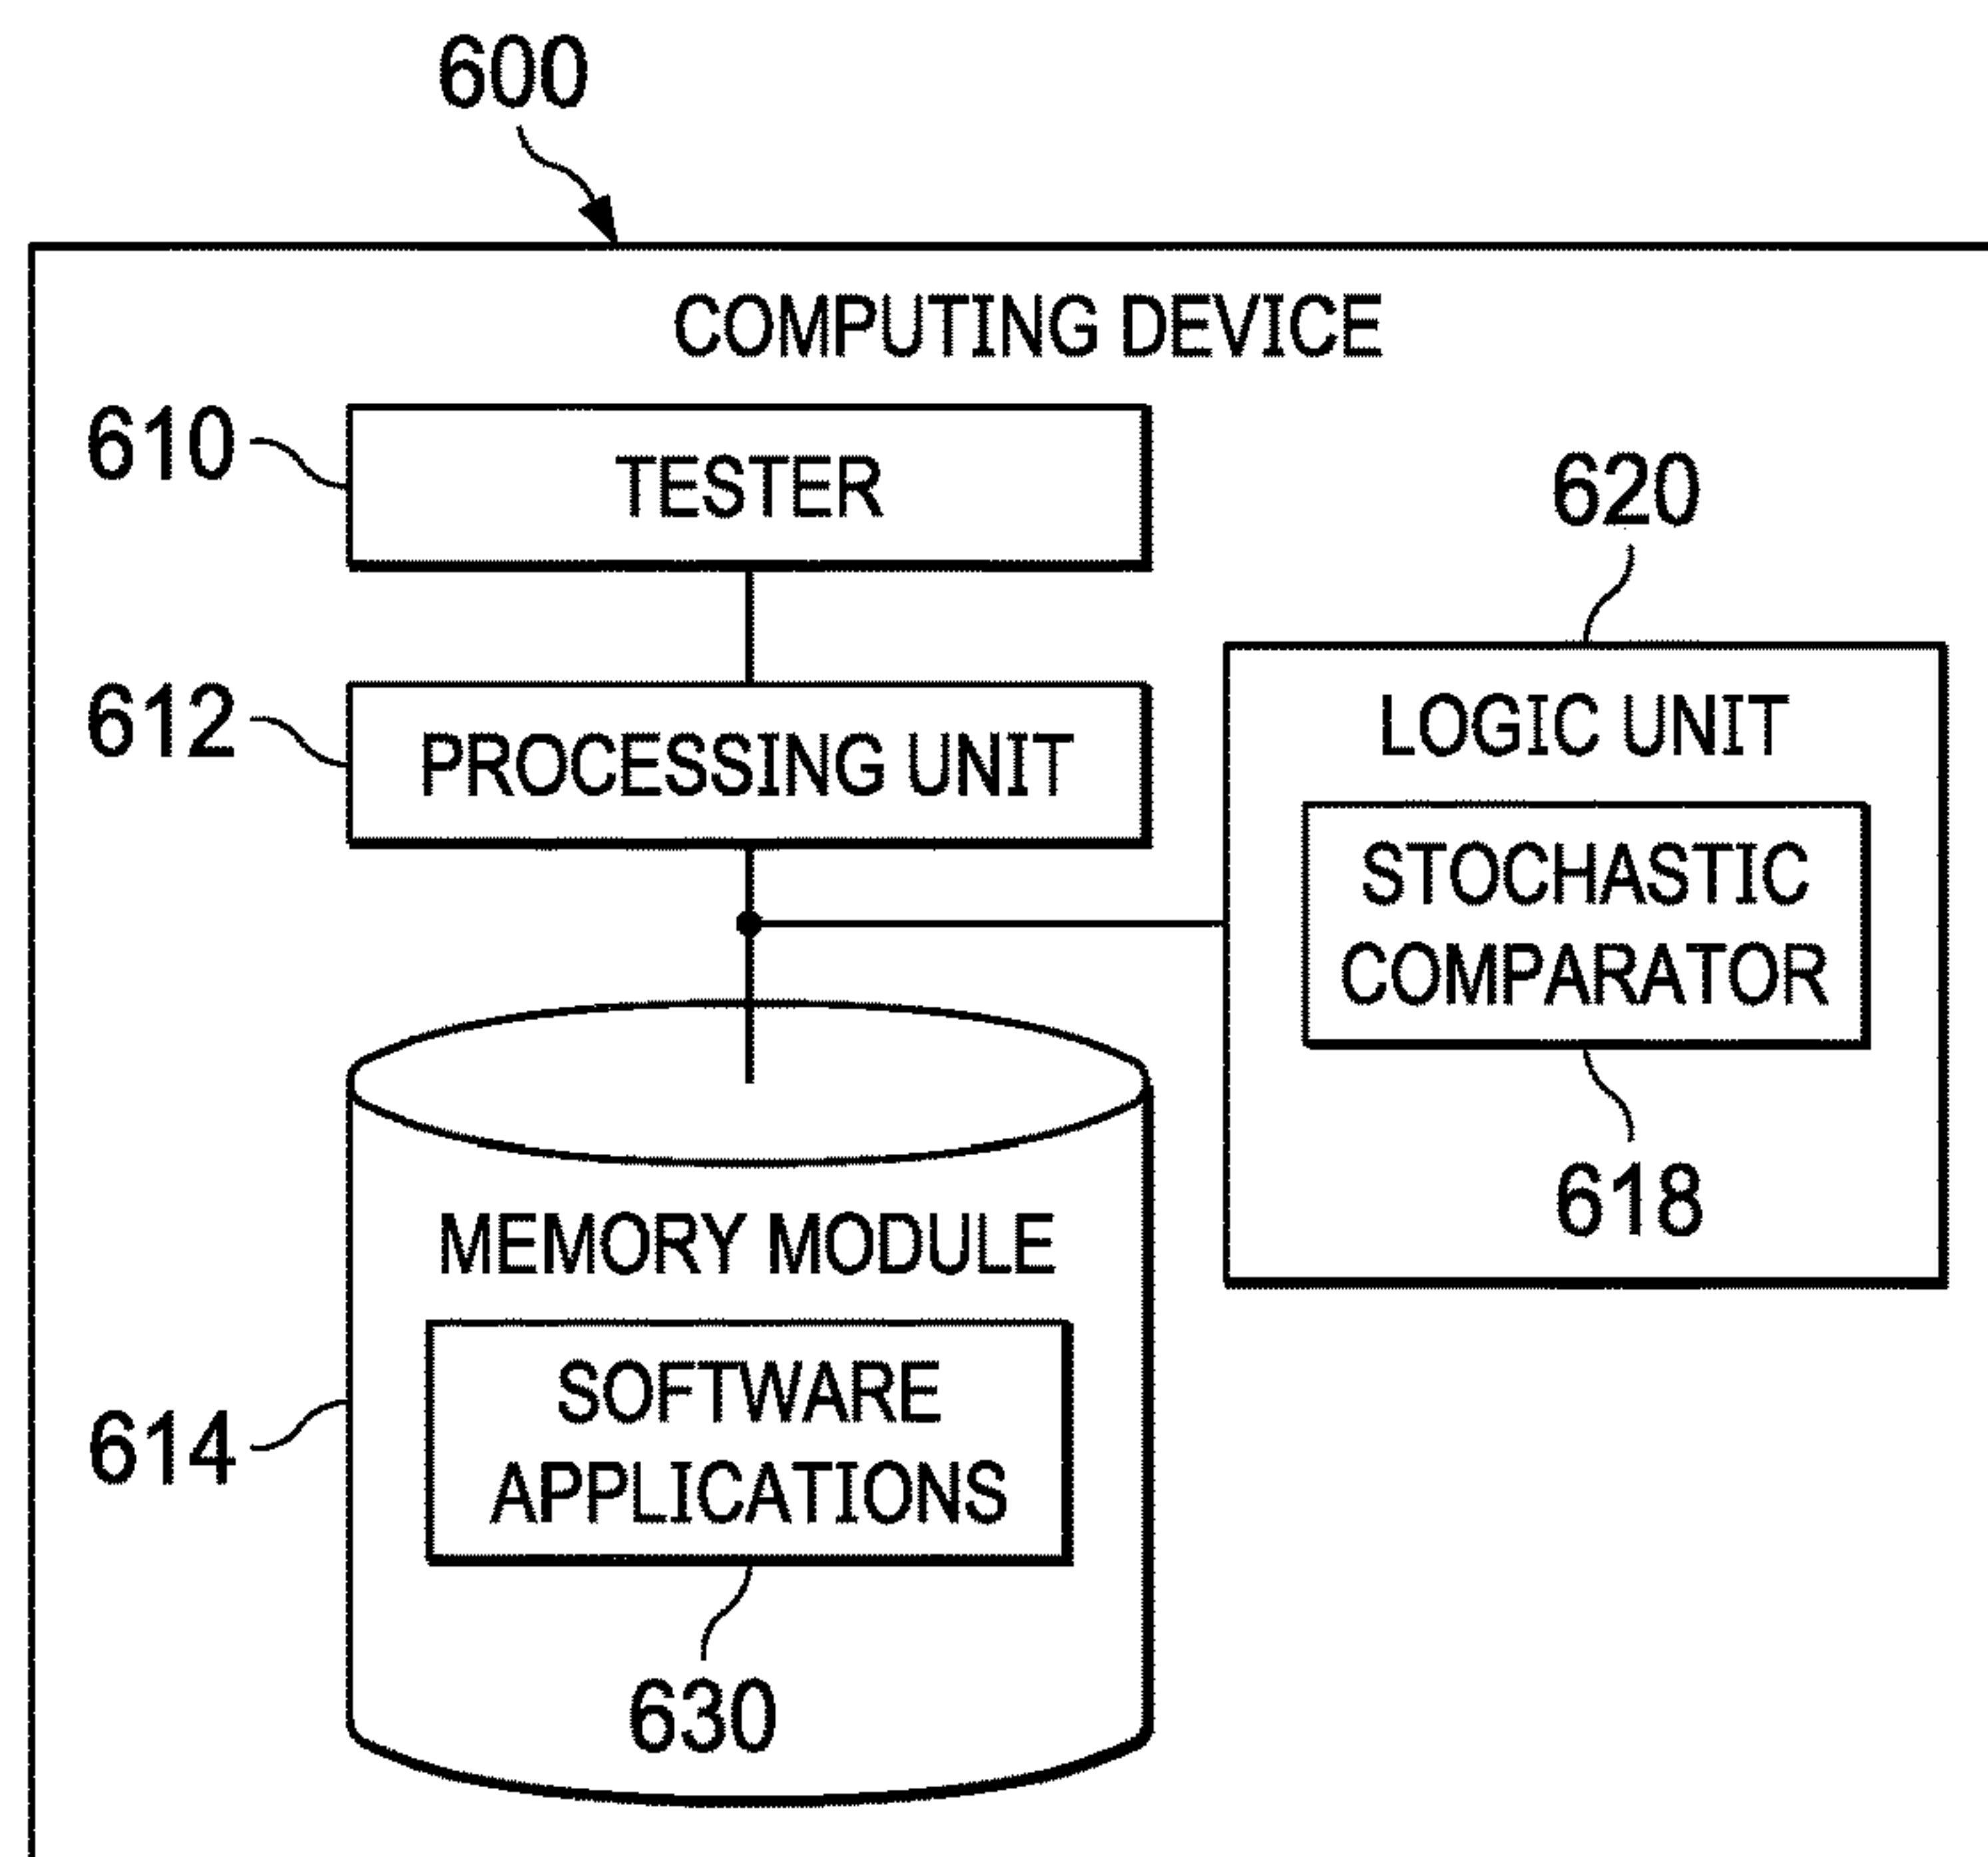 600
COMPUTING DEVICE
610
TESTER
620
612
PROCESSING UNIT
LOGIC UNIT
STOCHASTIC
COMPARATOR
618
MEMORY MODULE
614
SOFTWARE
APPLICATIONS
630